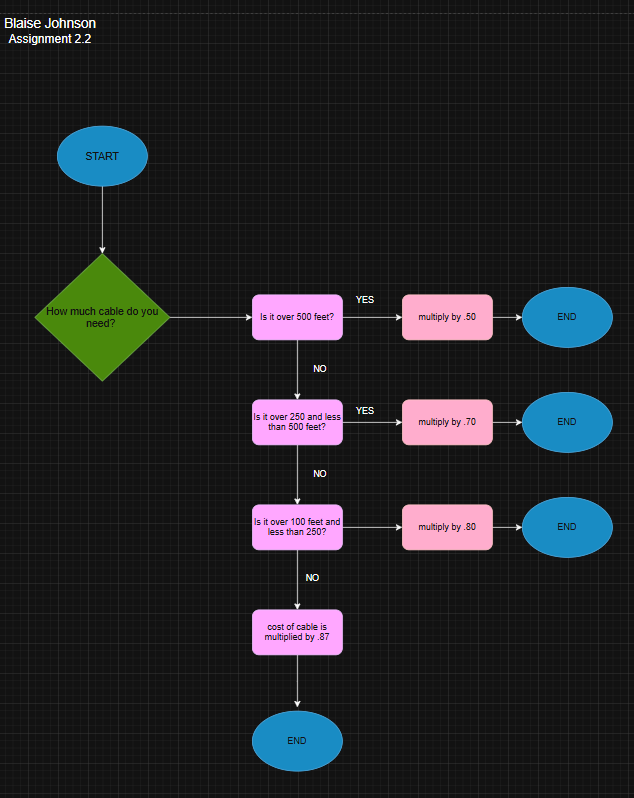 Blaise Johnson
Assignment 2.2
START
How much cable do you
need?
Is it over 500 feet?
YES
multiply by .50
END
NO
Is it over 250 and less
than 500 feet?
YES
multiply by .70
END
NO
Is it over 100 feet and
less than 250?
multiply by .80
END
NO
cost of cable is
multiplied by .87
END